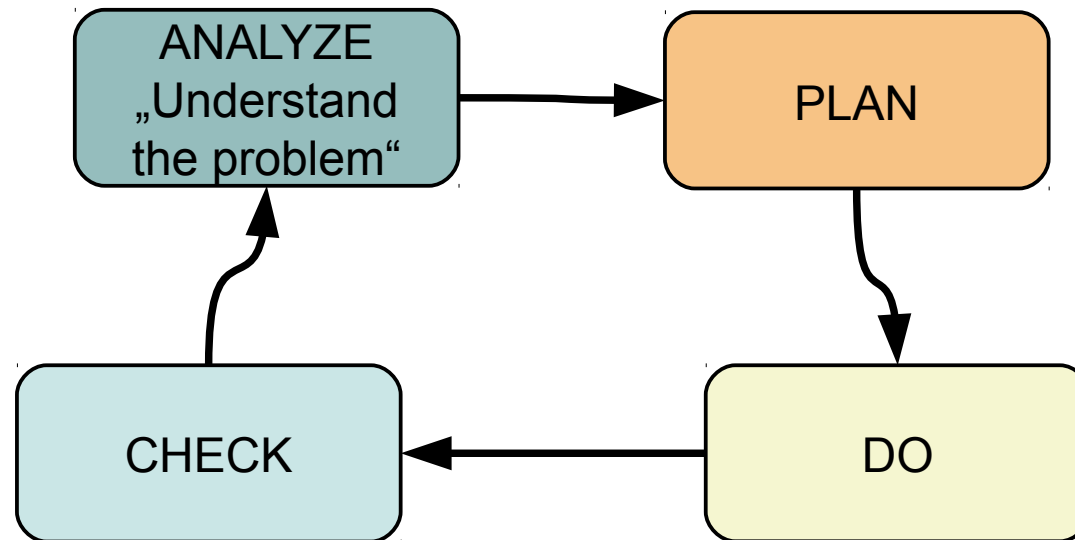 ANALYZE
„Understand
the problem“
PLAN
CHECK
DO